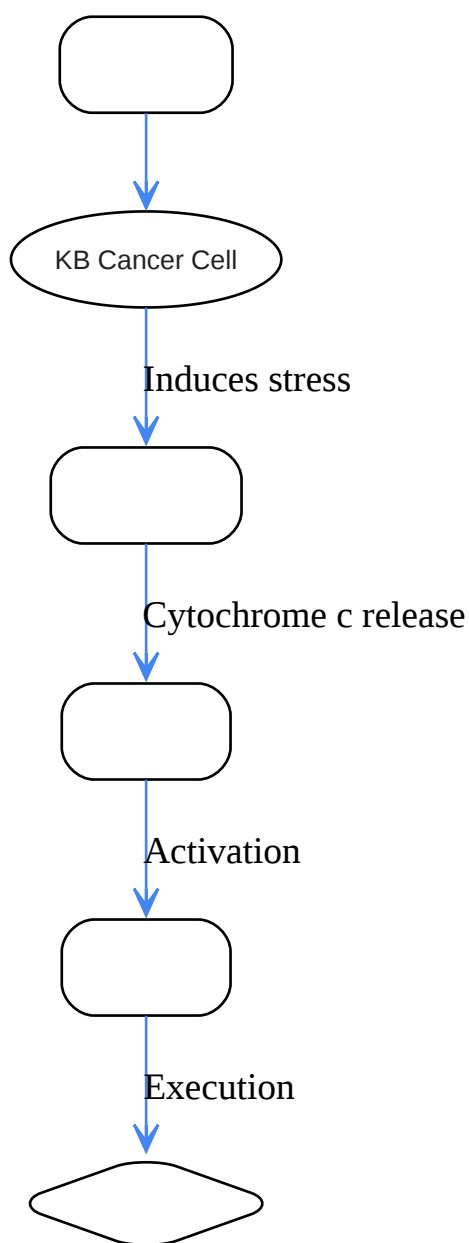 KB Cancer Cell
Induces stress
Cytochrome c release
Activation
Execution